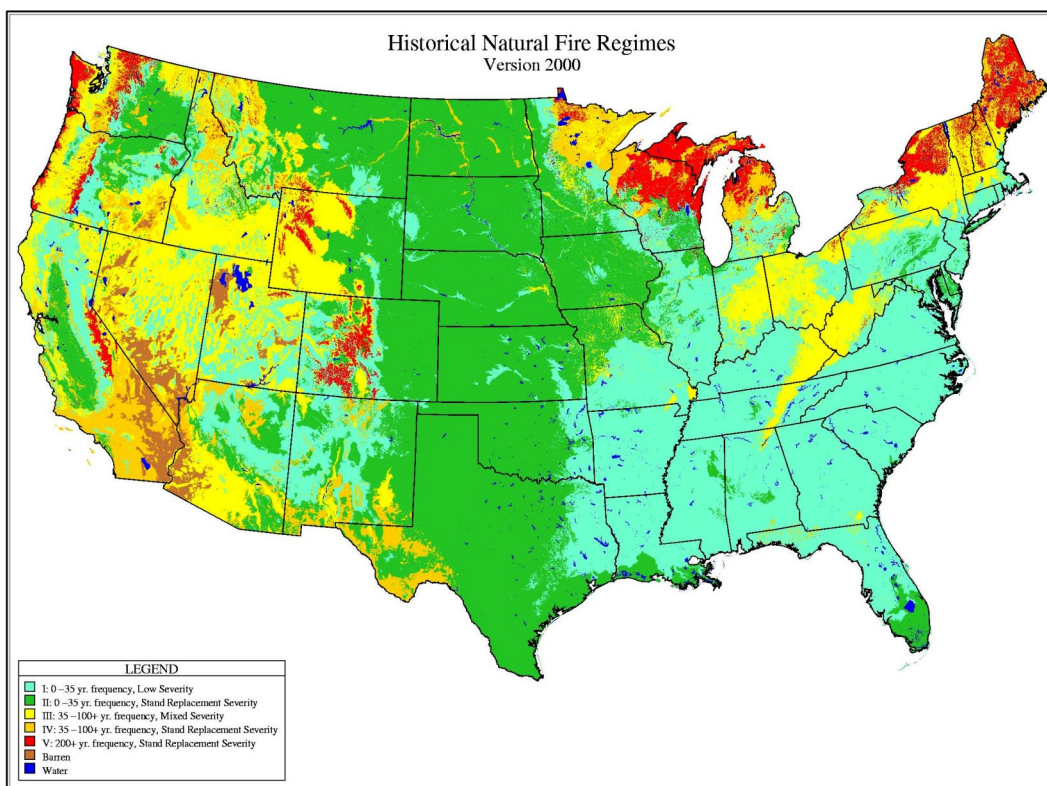 Historical Natural Fire Regimes
Version 2000
LEGEND
I: 0 –35 yr. frequency, Low Severity
II: 0 –35 yr. frequency, Stand Replacement Severity
III: 35 –100+ yr. frequency, Mixed Severity
IV: 35 –100+ yr. frequency, Stand Replacement Severity
V: 200+ yr. frequency, Stand Replacement Severity
Barren
Water